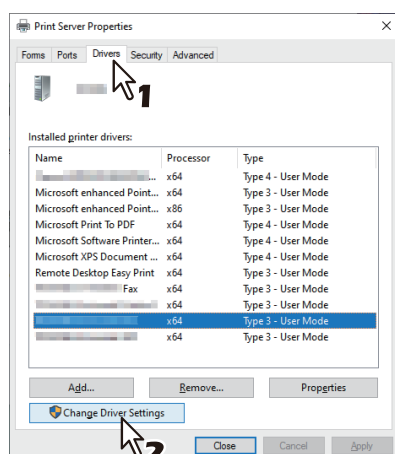 Print Server Properties
Forms Ports Drivers Security Advanced
1
Installed printer drivers:
Name Processor Type
... x64 Type 4 - User Mode
Microsoft enhanced Point... x64 Type 3 - User Mode
Microsoft enhanced Point... x86 Type 3 - User Mode
Microsoft Print To PDF x64 Type 4 - User Mode
Microsoft Software Printer... x64 Type 4 - User Mode
Microsoft XPS Document ... x64 Type 4 - User Mode
Remote Desktop Easy Print x64 Type 3 - User Mode
Fax x64 Type 3 - User Mode
x64 Type 4 - User Mode
x64 Type 3 - User Mode
x64 Type 3 - User Mode
Add... Remove... Properties
Change Driver Settings
2
Close Cancel Apply